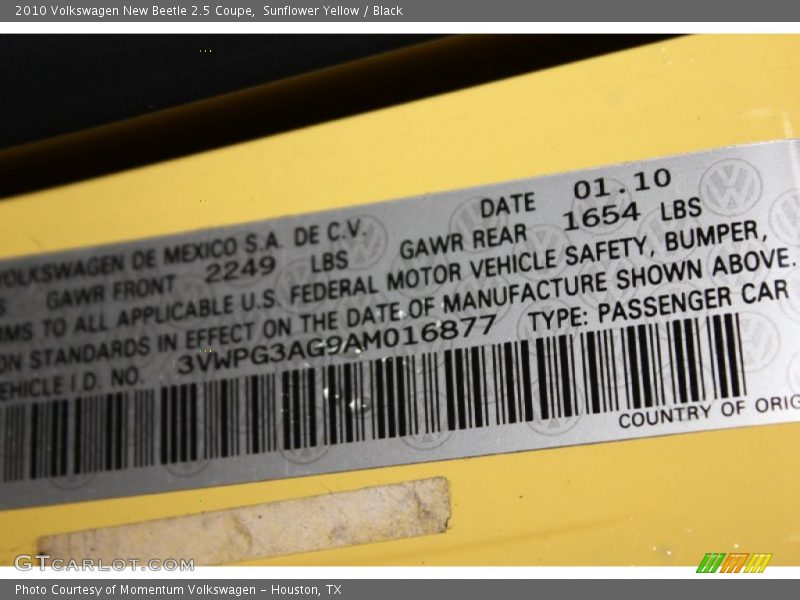 2010 Volkswagen New Beetle 2.5 Coupe, Sunflower Yellow / Black
VOLKSWAGEN DE MEXICO S.A. DE C.V. DATE 01.10
GAWR FRONT 2249 LBS GAWR REAR 1654 LBS
TO ALL APPLICABLE U.S. FEDERAL MOTOR VEHICLE SAFETY, BUMPER,
STANDARDS IN EFFECT ON THE DATE OF MANUFACTURE SHOWN ABOVE.
VEHICLE I.D. NO. 3VWPG3AG9AM016877 TYPE: PASSENGER CAR
COUNTRY OF ORIG
GTcarlot.com
Photo Courtesy of Momentum Volkswagen - Houston, TX